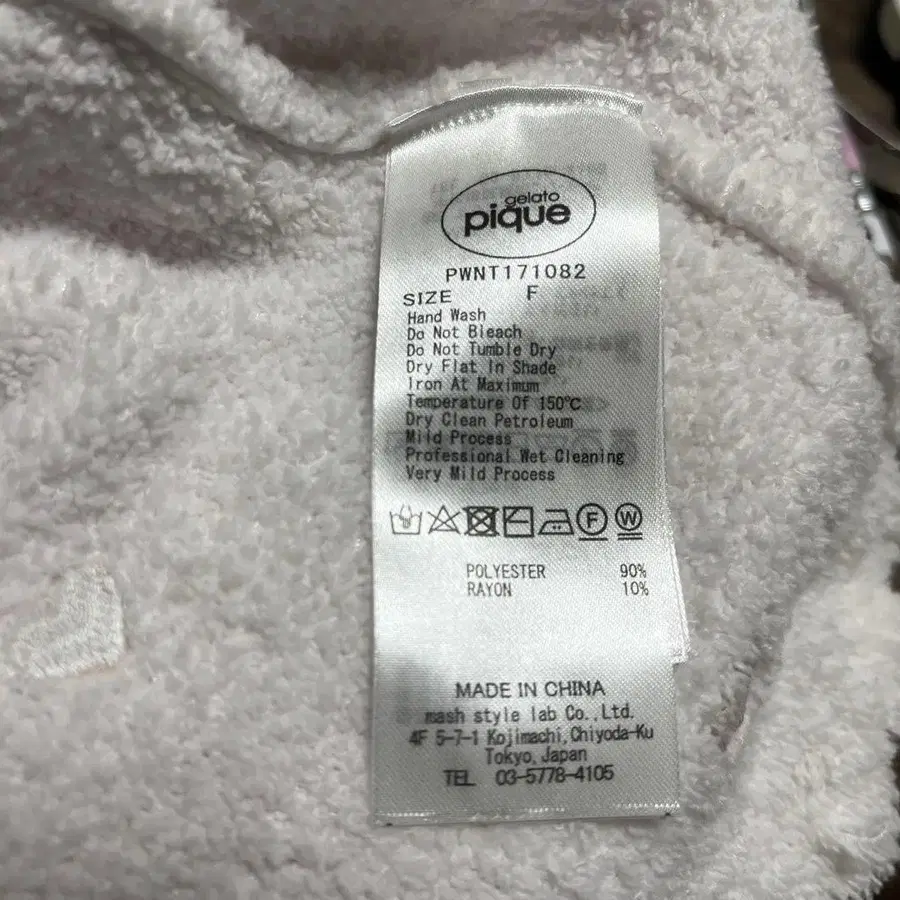 gelato
pique
PWNT171082
SIZE F
Hand Wash
Do Not Bleach
Do Not Tumble Dry
Dry Flat In Shade
Iron At Maximum
Temperature Of 150℃
Dry Clean Petroleum
Mild Process
Professional Wet Cleaning
Very Mild Process
F W
POLYESTER 90%
RAYON 10%
MADE IN CHINA
mash style lab Co.,Ltd.
4F 5-7-1 Kojimachi,Chiyoda-Ku
Tokyo,Japan
TEL 03-5778-4105